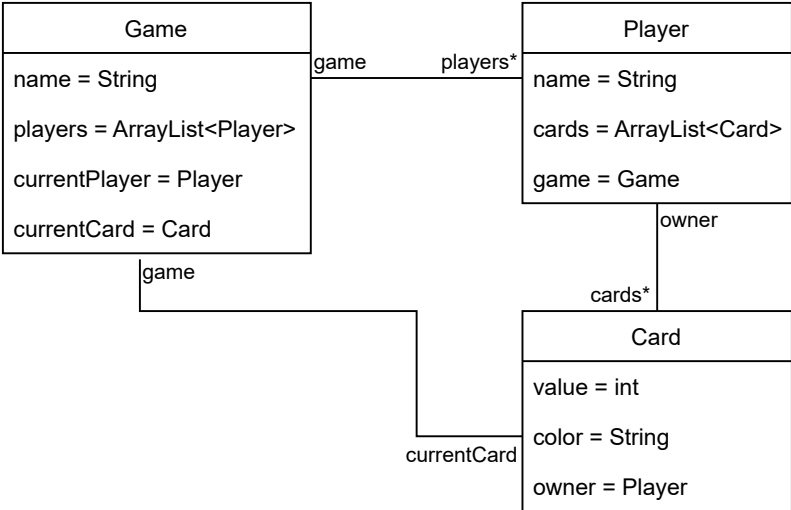 Game
name = String
players = ArrayList<Player>
currentPlayer = Player
currentCard = Card
game
players*
Player
name = String
cards = ArrayList<Card>
game = Game
owner
cards*
game
currentCard
Card
value = int
color = String
owner = Player